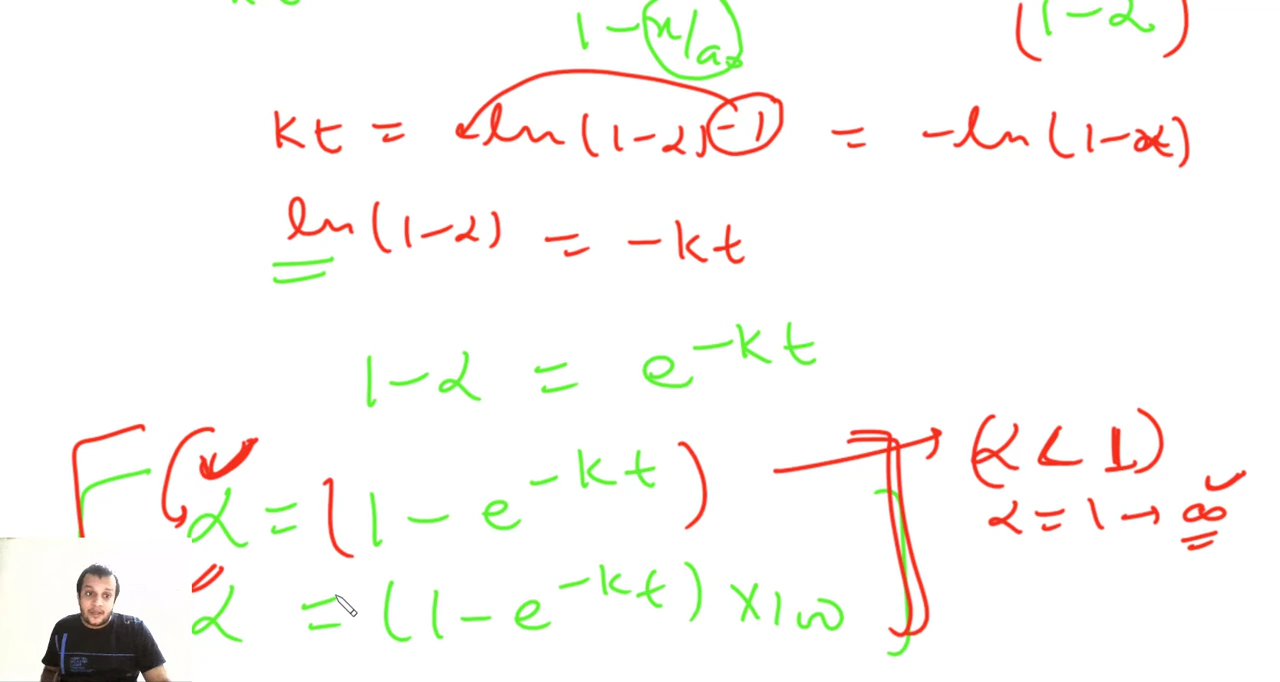 1 - (x/a₀)
(1 - α)
kt = ln(1 - α)⁻¹ = -ln(1 - α)
ln(1 - α) = -kt
1 - α = e^{-kt}
α = (1 - e^{-kt}) → (α < 1)
α = 1 → ∞
α = (1 - e^{-kt}) × 100